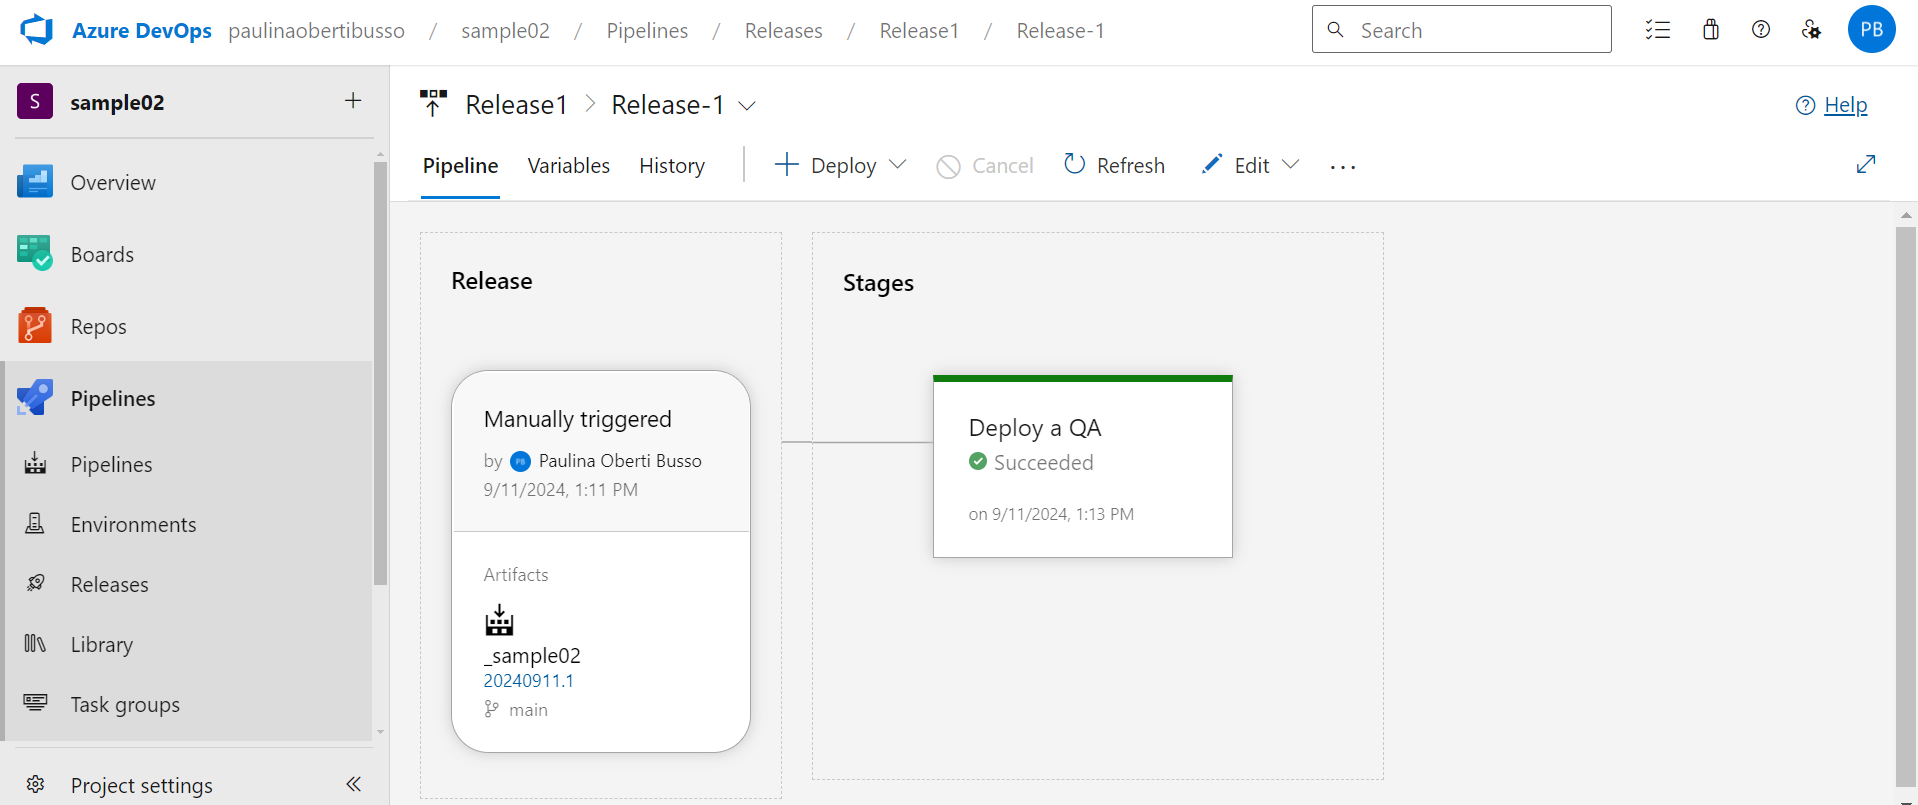 Azure DevOps paulinaobertibusso / sample02 / Pipelines / Releases / Release1 / Release-1
Search
PB
S sample02 +
Overview
Boards
Repos
Pipelines
Pipelines
Environments
Releases
Library
Task groups
Project settings
Release1 > Release-1
Help
Pipeline Variables History Deploy Cancel Refresh Edit ...
Release
Manually triggered
by PB Paulina Oberti Busso
9/11/2024, 1:11 PM
Artifacts
_sample02
20240911.1
main
Stages
Deploy a QA
Succeeded
on 9/11/2024, 1:13 PM